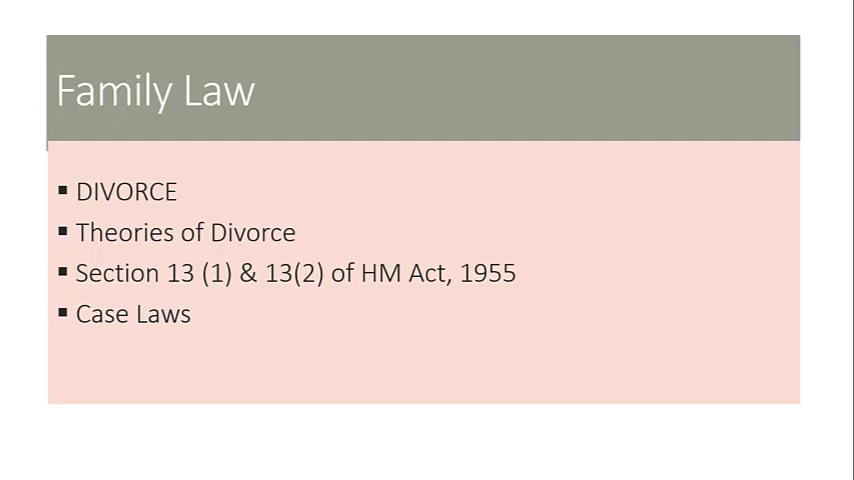 Family Law
▪ DIVORCE
▪ Theories of Divorce
▪ Section 13 (1) & 13(2) of HM Act, 1955
▪ Case Laws